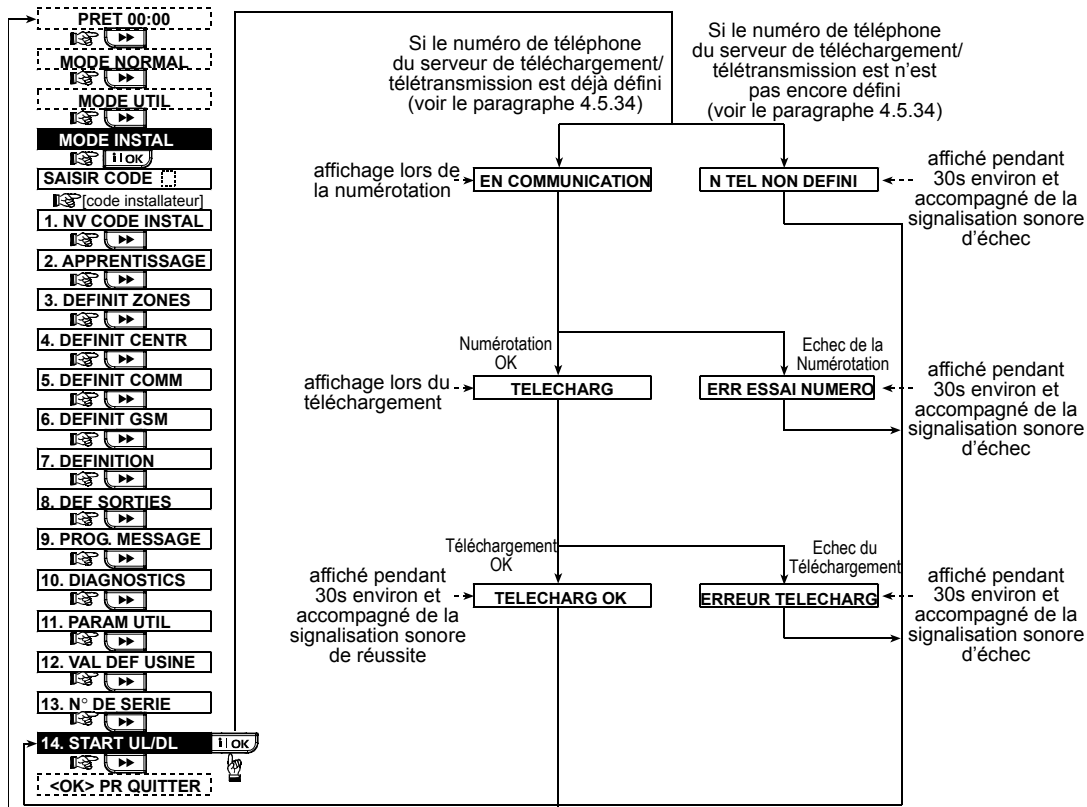 PRET 00:00
MODE NORMAL
MODE UTIL
MODE INSTAL
i I OK
SAISIR CODE
[code installateur]
1. NV CODE INSTAL
2. APPRENTISSAGE
3. DEFINIT ZONES
4. DEFINIT CENTR
5. DEFINIT COMM
6. DEFINIT GSM
7. DEFINITION
8. DEF SORTIES
9. PROG. MESSAGE
10. DIAGNOSTICS
11. PARAM UTIL
12. VAL DEF USINE
13. N° DE SERIE
14. START UL/DL
i I OK
<OK> PR QUITTER
Si le numéro de téléphone
du serveur de téléchargement/
télétransmission est déjà défini
(voir le paragraphe 4.5.34)
Si le numéro de téléphone
du serveur de téléchargement/
télétransmission est n'est
pas encore défini
(voir le paragraphe 4.5.34)
affichage lors de
la numérotation
EN COMMUNICATION
N TEL NON DEFINI
affiché pendant
30s environ et
accompagné de la
signalisation sonore
d'échec
Numérotation
OK
Echec de la
Numérotation
affichage lors du
téléchargement
TELECHARG
ERR ESSAI NUMERO
affiché pendant
30s environ et
accompagné de la
signalisation sonore
d'échec
Téléchargement
OK
Echec du
Téléchargement
affiché pendant
30s environ et
accompagné de la
signalisation sonore
de réussite
TELECHARG OK
ERREUR TELECHARG
affiché pendant
30s environ et
accompagné de la
signalisation sonore
d'échec